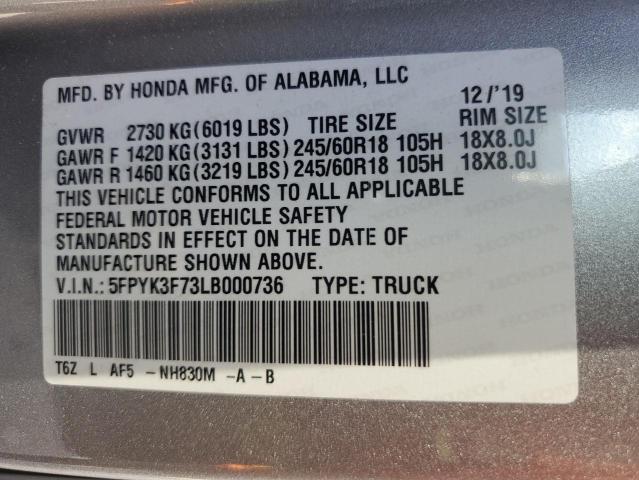 MFD. BY HONDA MFG. OF ALABAMA, LLC
12/'19
GVWR 2730 KG(6019 LBS) TIRE SIZE RIM SIZE
GAWR F 1420 KG(3131 LBS)245/60R18 105H 18X8.0J
GAWR R 1460 KG(3219 LBS)245/60R18 105H 18X8.0J
THIS VEHICLE CONFORMS TO ALL APPLICABLE
FEDERAL MOTOR VEHICLE SAFETY
STANDARDS IN EFFECT ON THE DATE OF
MANUFACTURE SHOWN ABOVE.
V.I.N.: 5FPYK3F73LB000736 TYPE: TRUCK
T6Z L AF5 -NH830M -A -B